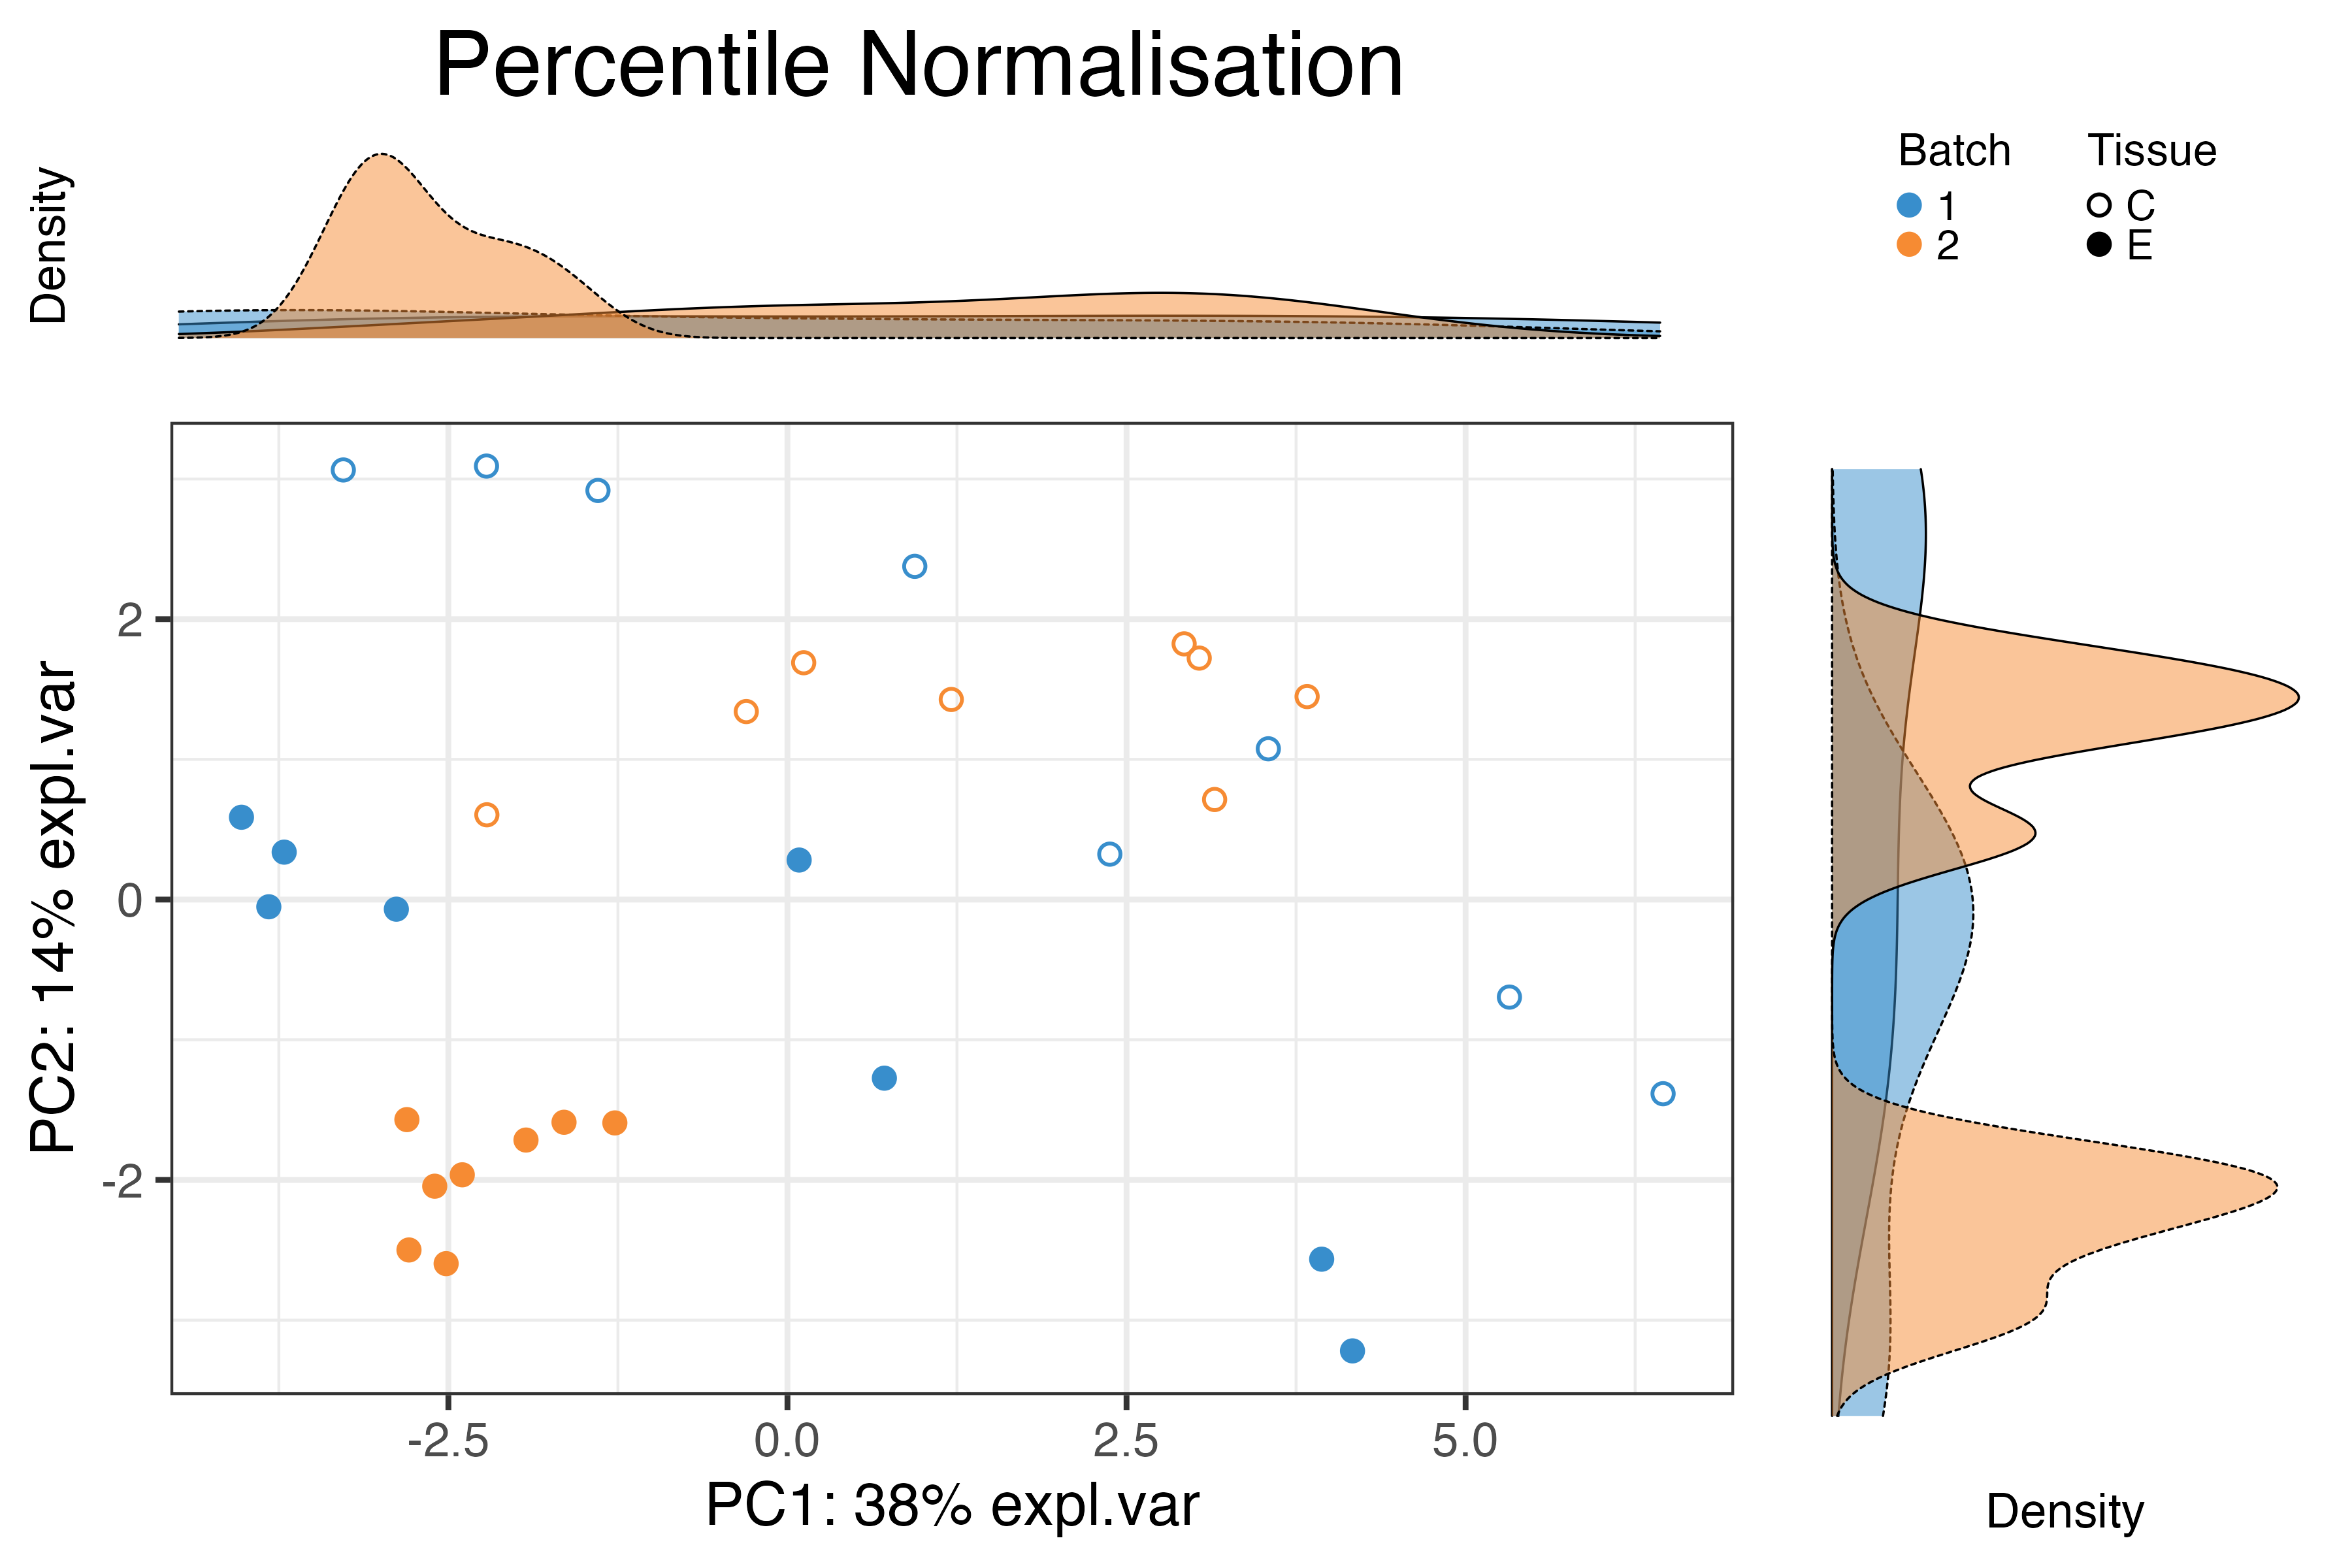 Percentile Normalisation
Density
Batch
1
2
Tissue
C
E
PC2: 14% expl.var
2
0
-2
-2.5
0.0
2.5
5.0
PC1: 38% expl.var
Density